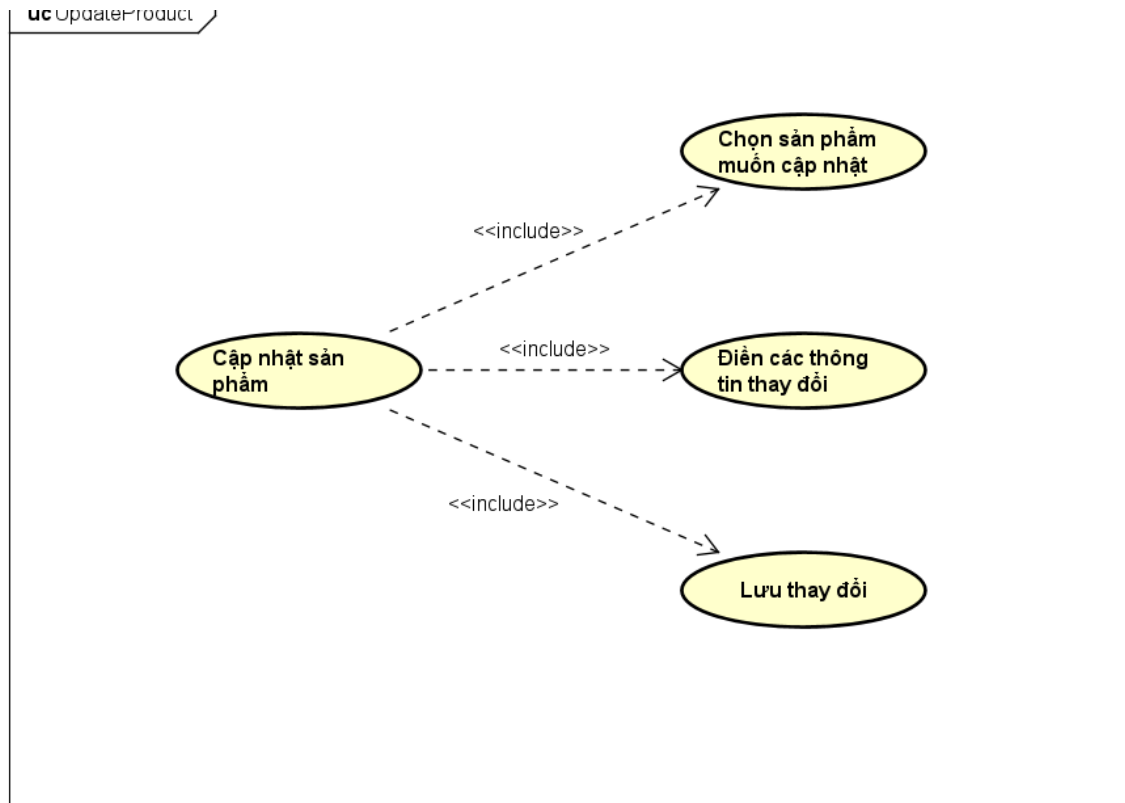 uc UpdateProduct
Chọn sản phẩm
muốn cập nhật
<<include>>
<<include>>
Cập nhật sản
phẩm
Điền các thông
tin thay đổi
<<include>>
Lưu thay đổi